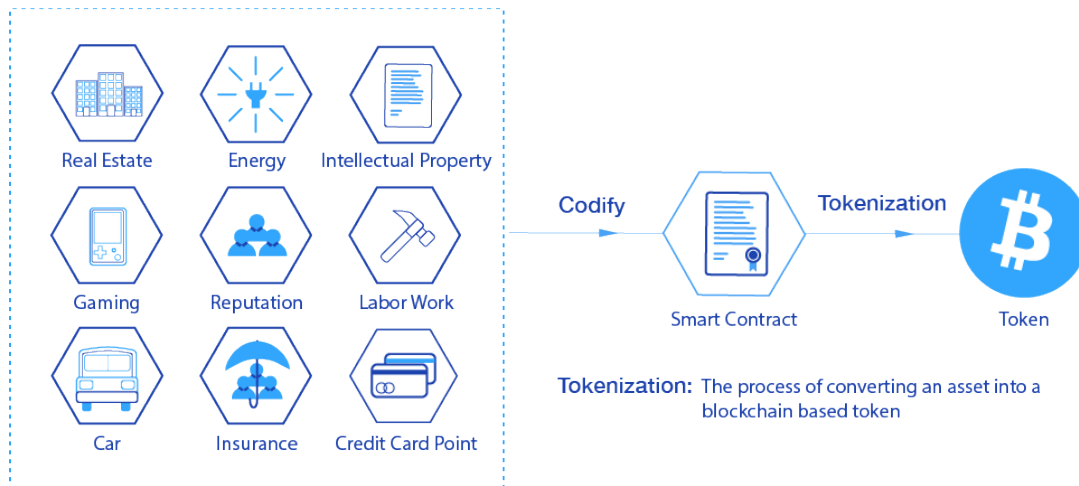 Real Estate
Energy
Intellectual Property
Gaming
Reputation
Labor Work
Car
Insurance
Credit Card Point
Codify
Smart Contract
Tokenization
Token
Tokenization: The process of converting an asset into a
blockchain based token